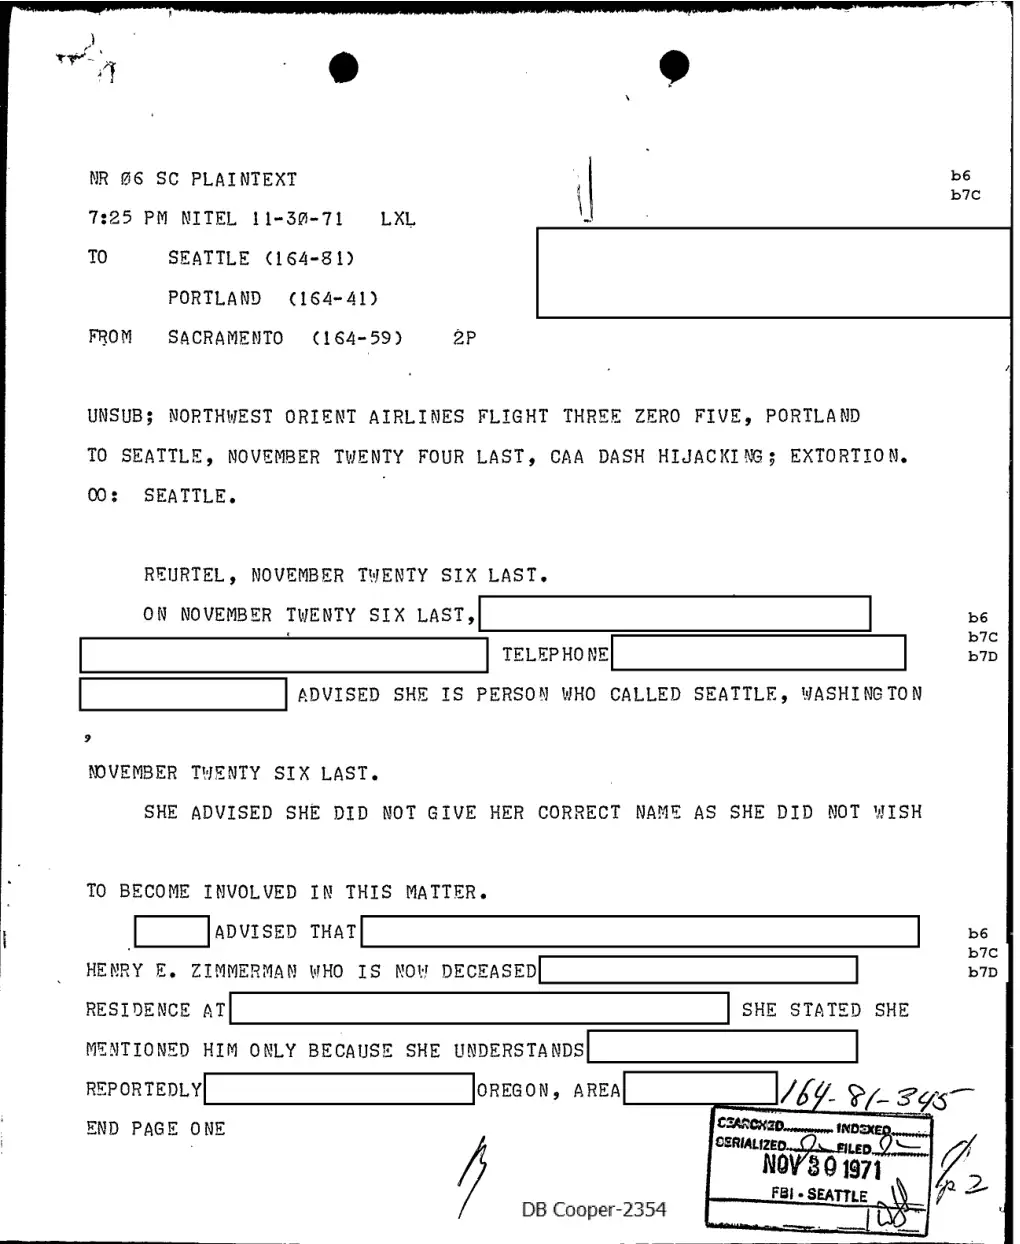 NR 06 SC PLAINTEXT
b6
b7C
7:25 PM NITEL 11-30-71 LXL
TO SEATTLE (164-81)
PORTLAND (164-41)
FROM SACRAMENTO (164-59) 2P
UNSUB; NORTHWEST ORIENT AIRLINES FLIGHT THREE ZERO FIVE, PORTLAND
TO SEATTLE, NOVEMBER TWENTY FOUR LAST, CAA DASH HIJACKING; EXTORTION.
OO: SEATTLE.
REURTEL, NOVEMBER TWENTY SIX LAST.
ON NOVEMBER TWENTY SIX LAST,
b6
b7C
b7D
TELEPHONE
ADVISED SHE IS PERSON WHO CALLED SEATTLE, WASHINGTON
,
NOVEMBER TWENTY SIX LAST.
SHE ADVISED SHE DID NOT GIVE HER CORRECT NAME AS SHE DID NOT WISH
TO BECOME INVOLVED IN THIS MATTER.
ADVISED THAT
b6
b7C
b7D
HENRY E. ZIMMERMAN WHO IS NOW DECEASED
RESIDENCE AT SHE STATED SHE
MENTIONED HIM ONLY BECAUSE SHE UNDERSTANDS
REPORTEDLY OREGON, AREA
164-81-345
END PAGE ONE
SEARCHED INDEXED
SERIALIZED FILED
NOV 30 1971
FBI - SEATTLE
DB Cooper-2354